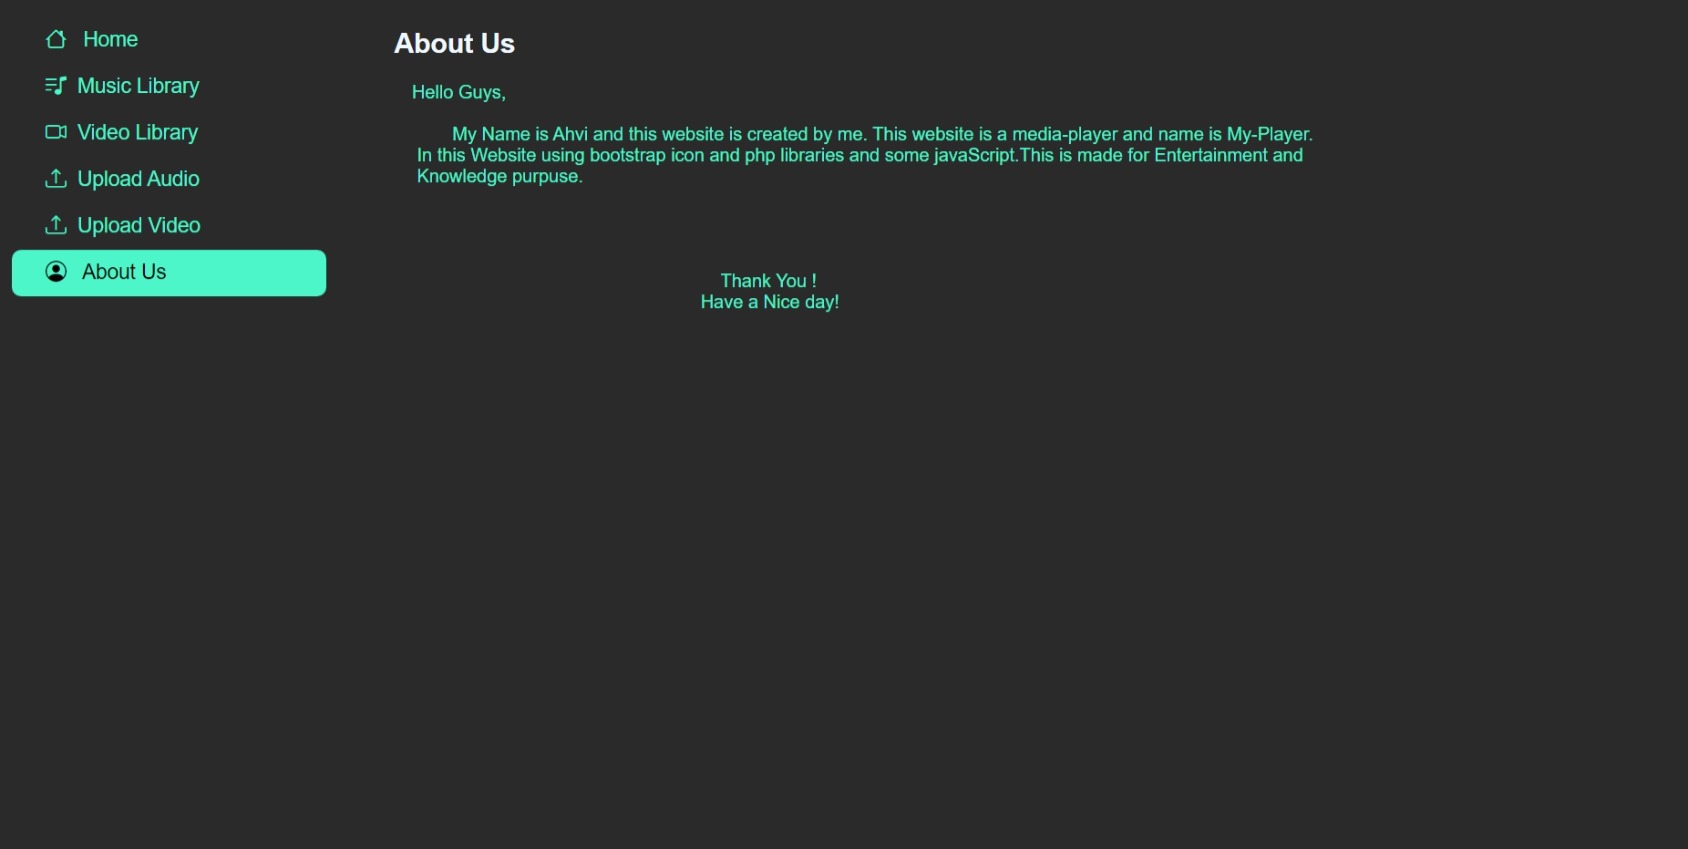 Home
Music Library
Video Library
Upload Audio
Upload Video
About Us
About Us
Hello Guys,
My Name is Ahvi and this website is created by me. This website is a media-player and name is My-Player.
In this Website using bootstrap icon and php libraries and some javaScript.This is made for Entertainment and
Knowledge purpuse.
Thank You !
Have a Nice day!